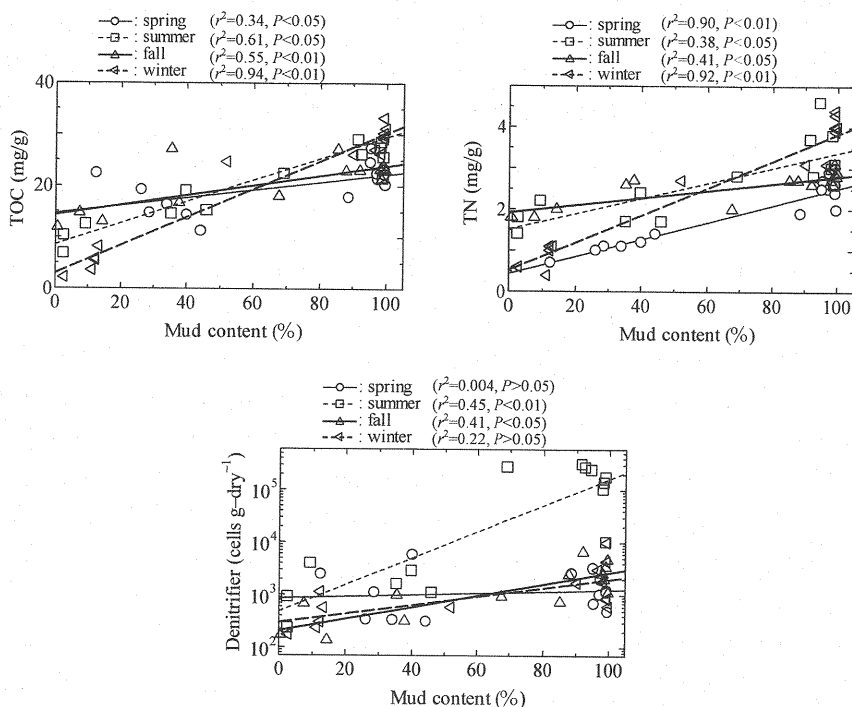 ○ : spring (r²=0.34, P<0.05)
□ : summer (r²=0.61, P<0.05)
△ : fall (r²=0.55, P<0.01)
◁ : winter (r²=0.94, P<0.01)
40
20
0
TOC (mg/g)
0 20 40 60 80 100
Mud content (%)
○ : spring (r²=0.90, P<0.01)
□ : summer (r²=0.38, P<0.05)
△ : fall (r²=0.41, P<0.05)
◁ : winter (r²=0.92, P<0.01)
4
2
0
TN (mg/g)
0 20 40 60 80 100
Mud content (%)
○ : spring (r²=0.004, P>0.05)
□ : summer (r²=0.45, P<0.01)
△ : fall (r²=0.41, P<0.05)
◁ : winter (r²=0.22, P>0.05)
10⁵
10⁴
10³
10²
Denitrifier (cells g–dry⁻¹)
0 20 40 60 80 100
Mud content (%)